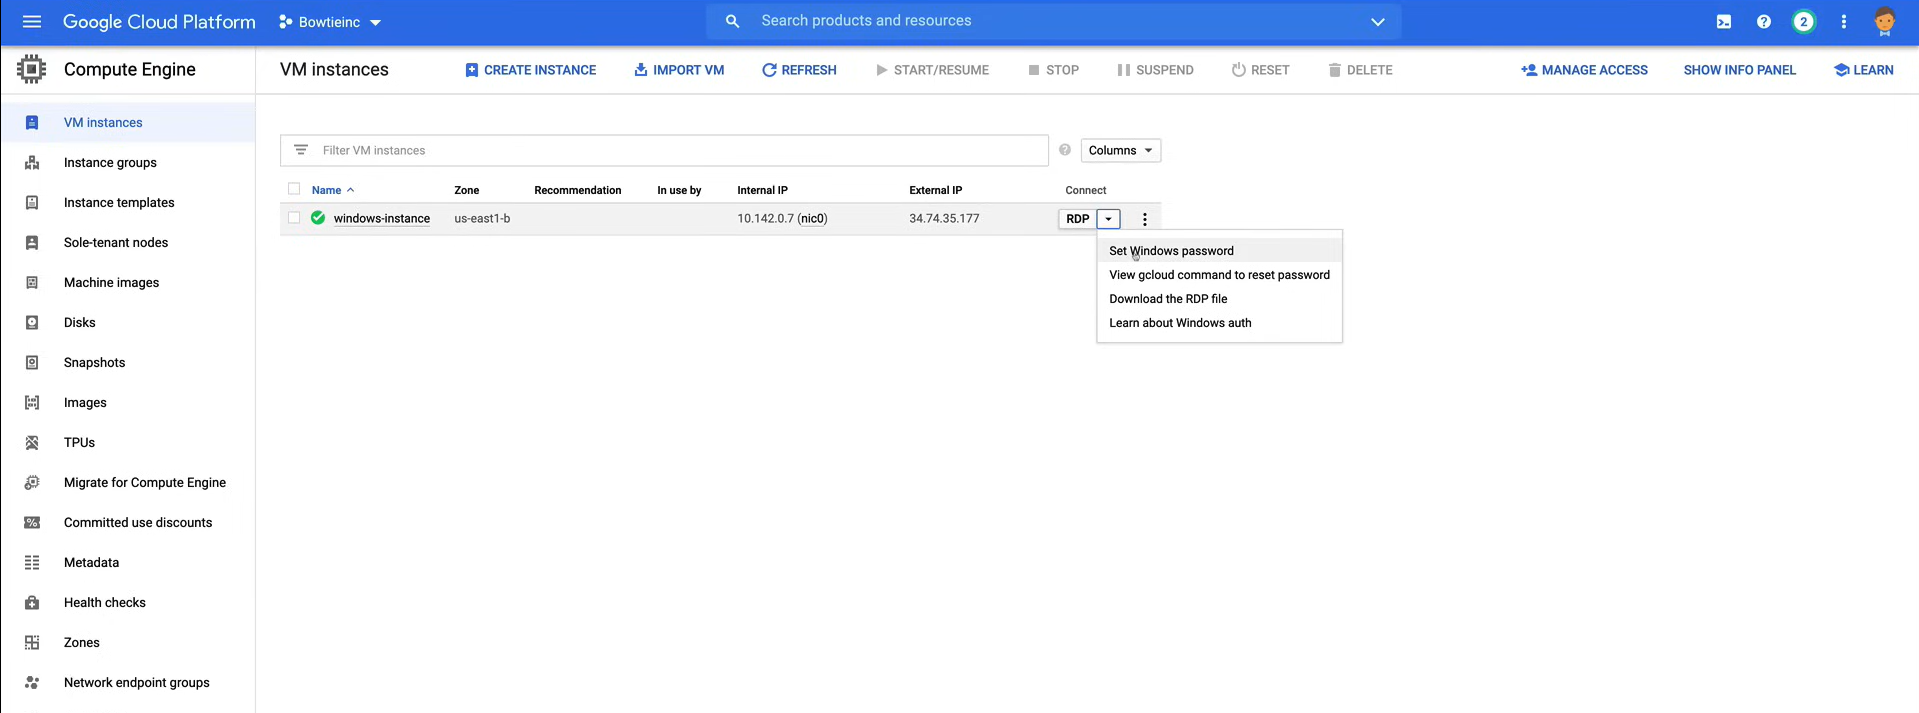 Google Cloud Platform Bowtieinc Search products and resources 2
Compute Engine VM instances CREATE INSTANCE IMPORT VM REFRESH START/RESUME STOP SUSPEND RESET DELETE MANAGE ACCESS SHOW INFO PANEL LEARN
VM instances
Instance groups
Instance templates
Sole-tenant nodes
Machine images
Disks
Snapshots
Images
TPUs
Migrate for Compute Engine
Committed use discounts
Metadata
Health checks
Zones
Network endpoint groups
Filter VM instances Columns
Name Zone Recommendation In use by Internal IP External IP Connect
windows-instance us-east1-b 10.142.0.7 (nic0) 34.74.35.177 RDP
Set Windows password
View gcloud command to reset password
Download the RDP file
Learn about Windows auth